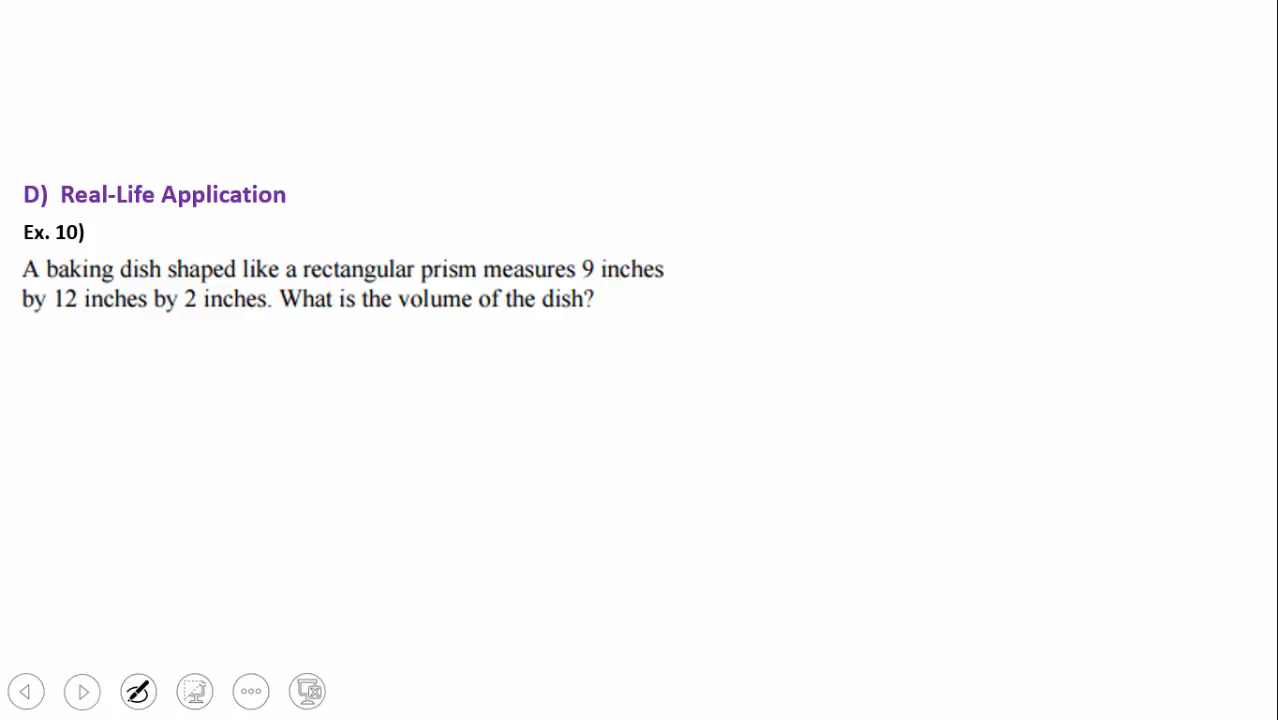 D) Real-Life Application
Ex. 10)
A baking dish shaped like a rectangular prism measures 9 inches
by 12 inches by 2 inches. What is the volume of the dish?